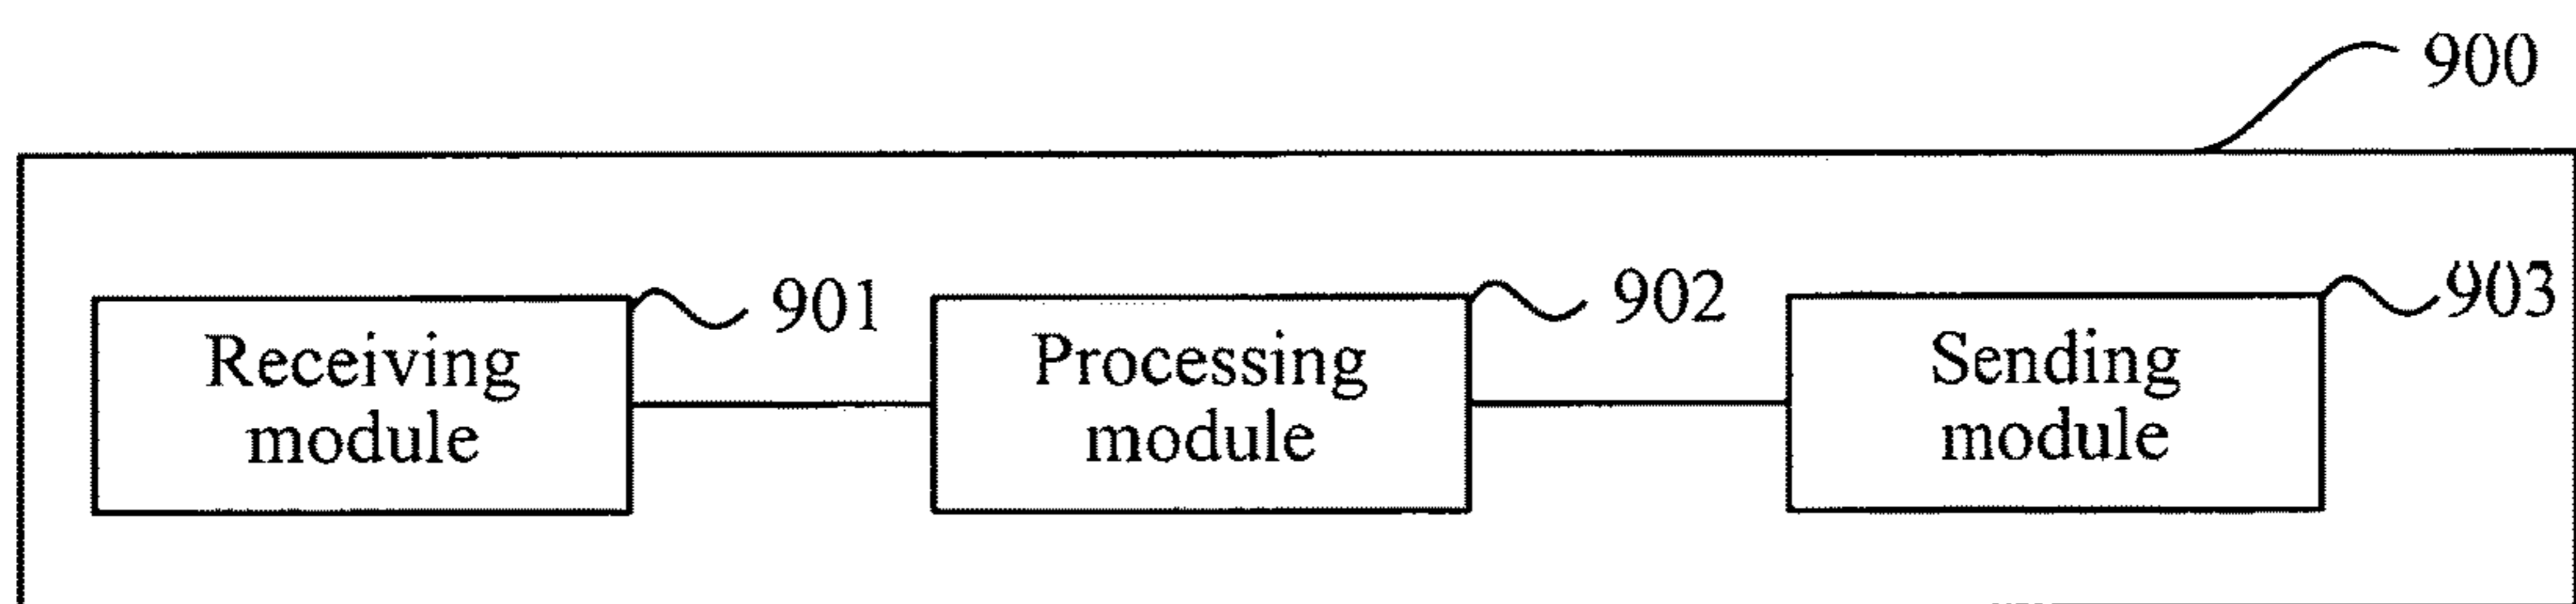 900
901
902
903
Receiving
module
Processing
module
Sending
module